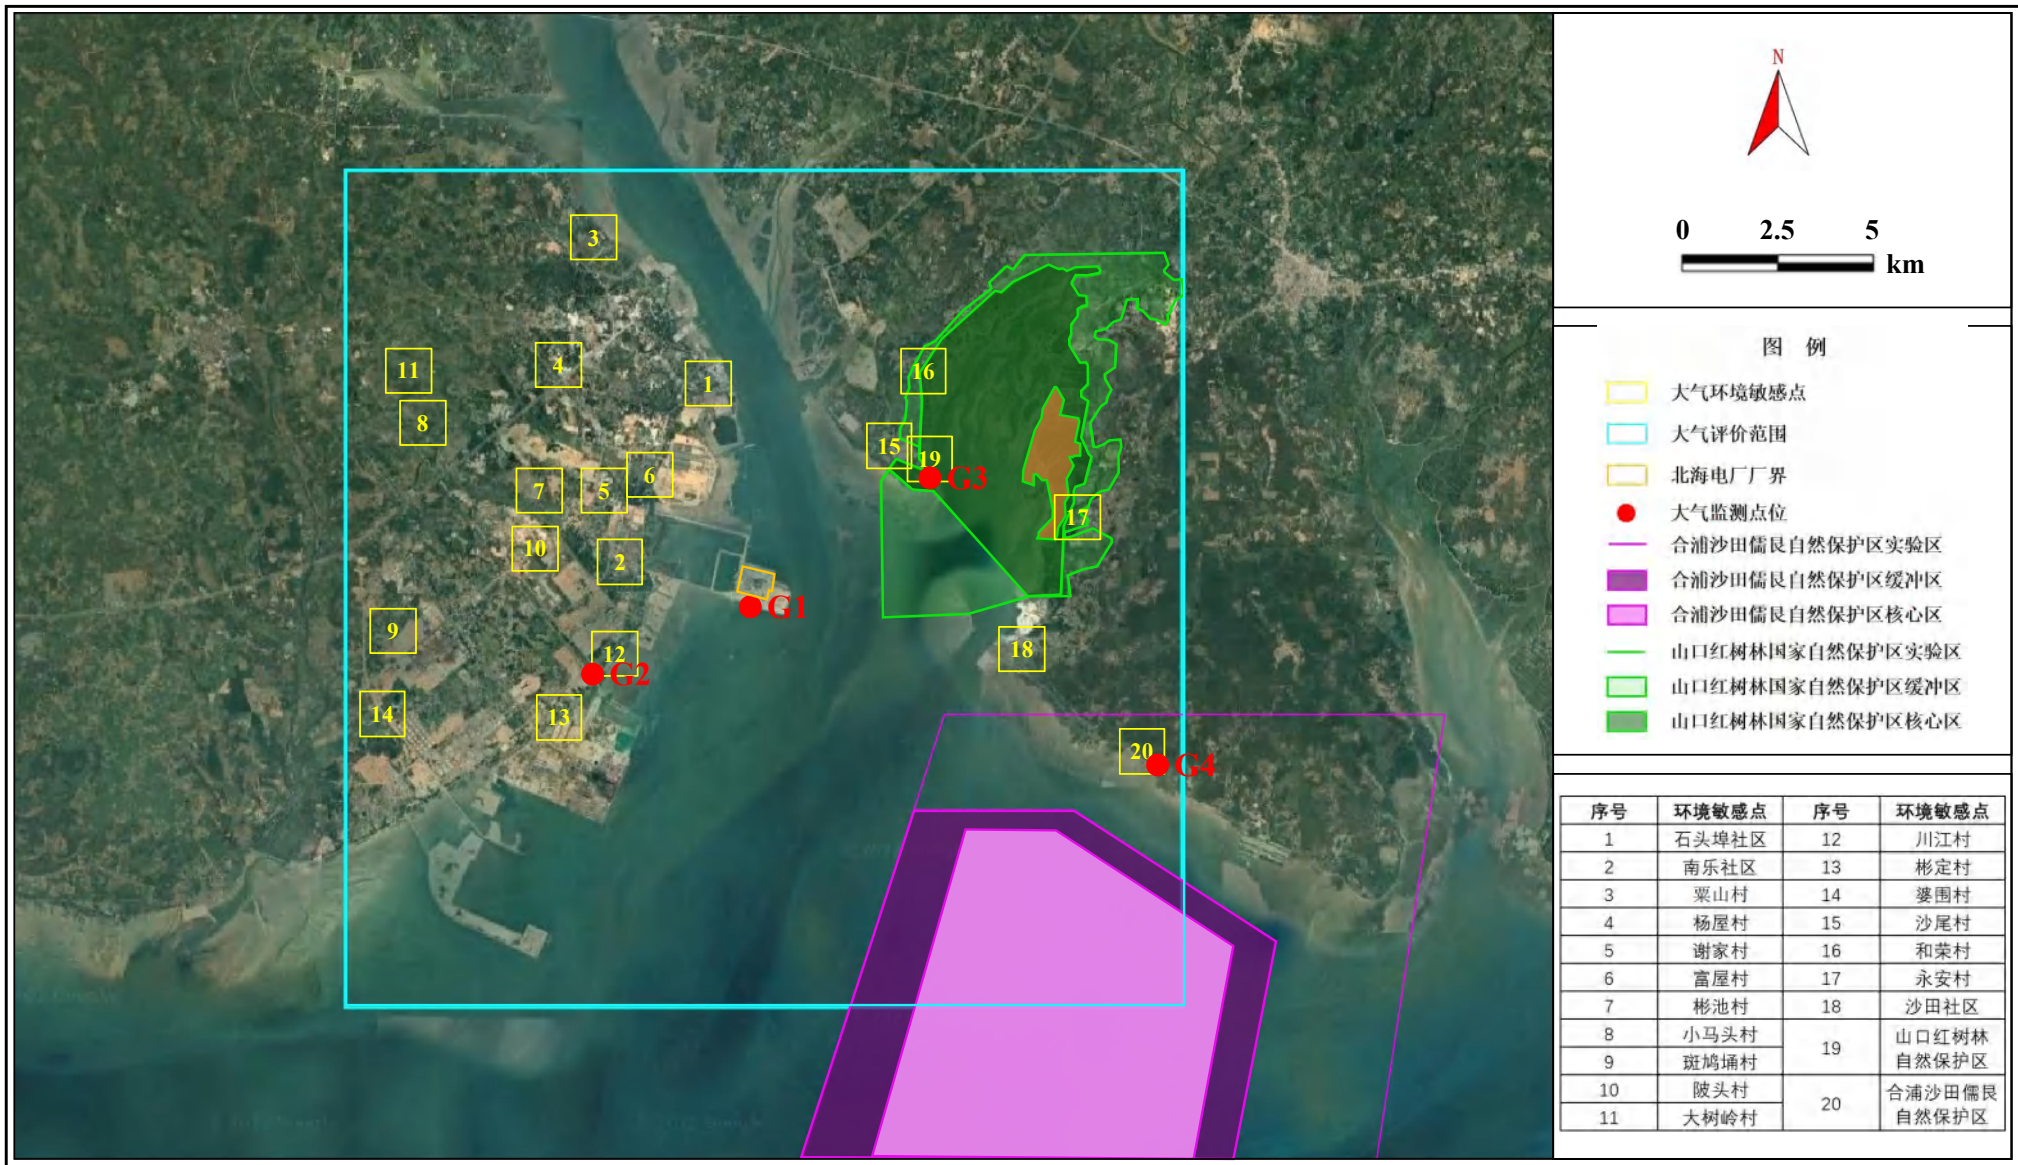 3
11
4
1
16
8
15
19
G3
6
7
5
17
10
2
G1
9
12
G2
18
14
13
20
G4
N
0 2.5 5
km
图 例
大气环境敏感点
大气评价范围
北海电厂厂界
大气监测点位
合浦沙田儒艮自然保护区实验区
合浦沙田儒艮自然保护区缓冲区
合浦沙田儒艮自然保护区核心区
山口红树林国家自然保护区实验区
山口红树林国家自然保护区缓冲区
山口红树林国家自然保护区核心区
序号 环境敏感点 序号 环境敏感点
1 石头埠社区 12 川江村
2 南乐社区 13 彬定村
3 粟山村 14 婆围村
4 杨屋村 15 沙尾村
5 谢家村 16 和荣村
6 富屋村 17 永安村
7 彬池村 18 沙田社区
8 小马头村 19 山口红树林
9 斑鸠埇村 自然保护区
10 陂头村 20 合浦沙田儒艮
11 大树岭村 自然保护区